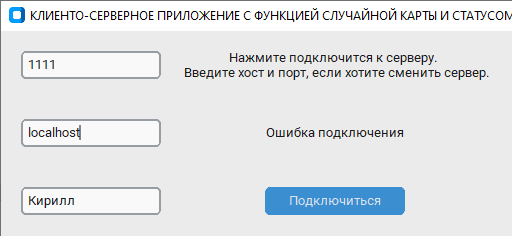 КЛИЕНТО-СЕРВЕРНОЕ ПРИЛОЖЕНИЕ С ФУНКЦИЕЙ СЛУЧАЙНОЙ КАРТЫ И СТАТУСОМ
1111
Нажмите подключится к серверу.
Введите хост и порт, если хотите сменить сервер.
localhost
Ошибка подключения
Кирилл
Подключиться